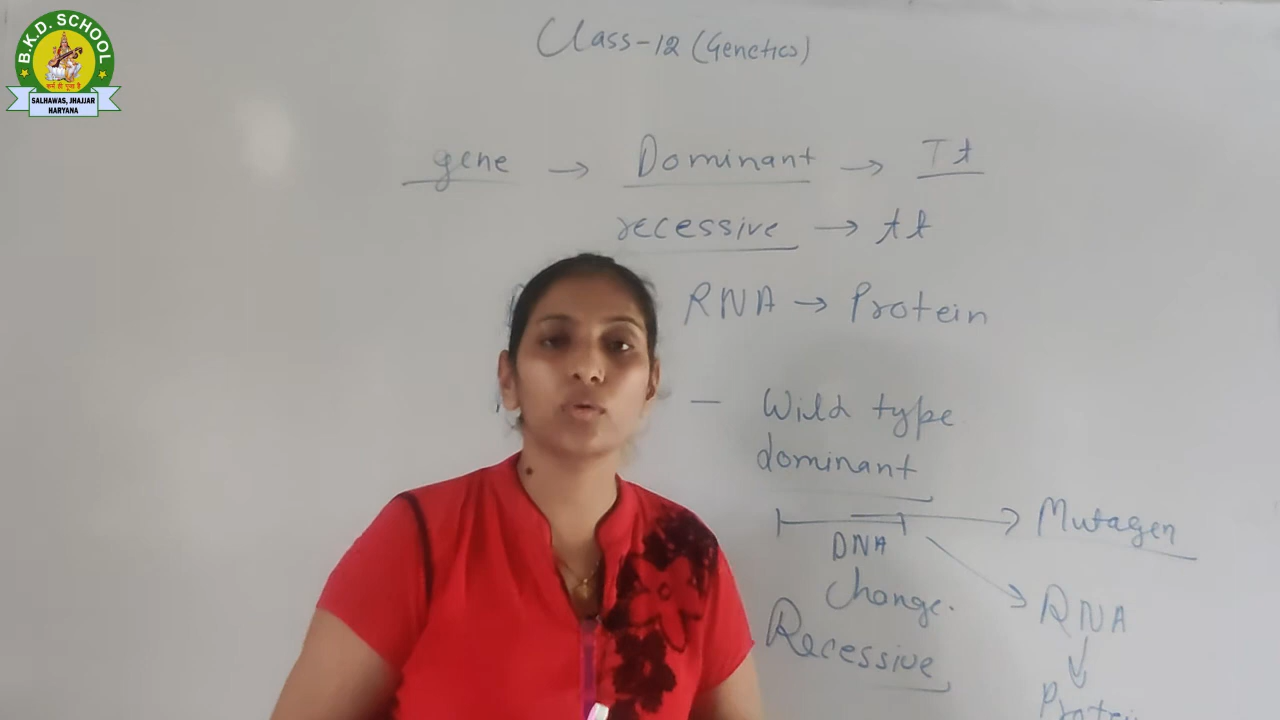 B.K.D. SCHOOL
SALHAWAS, JHAJJAR
HARYANA
Class-12 (Genetics)
gene → Dominant → Tt
recessive → tt
RNA → Protein
— Wild type
dominant
Mutagen
DNA
change.
RNA
Recessive
Protein